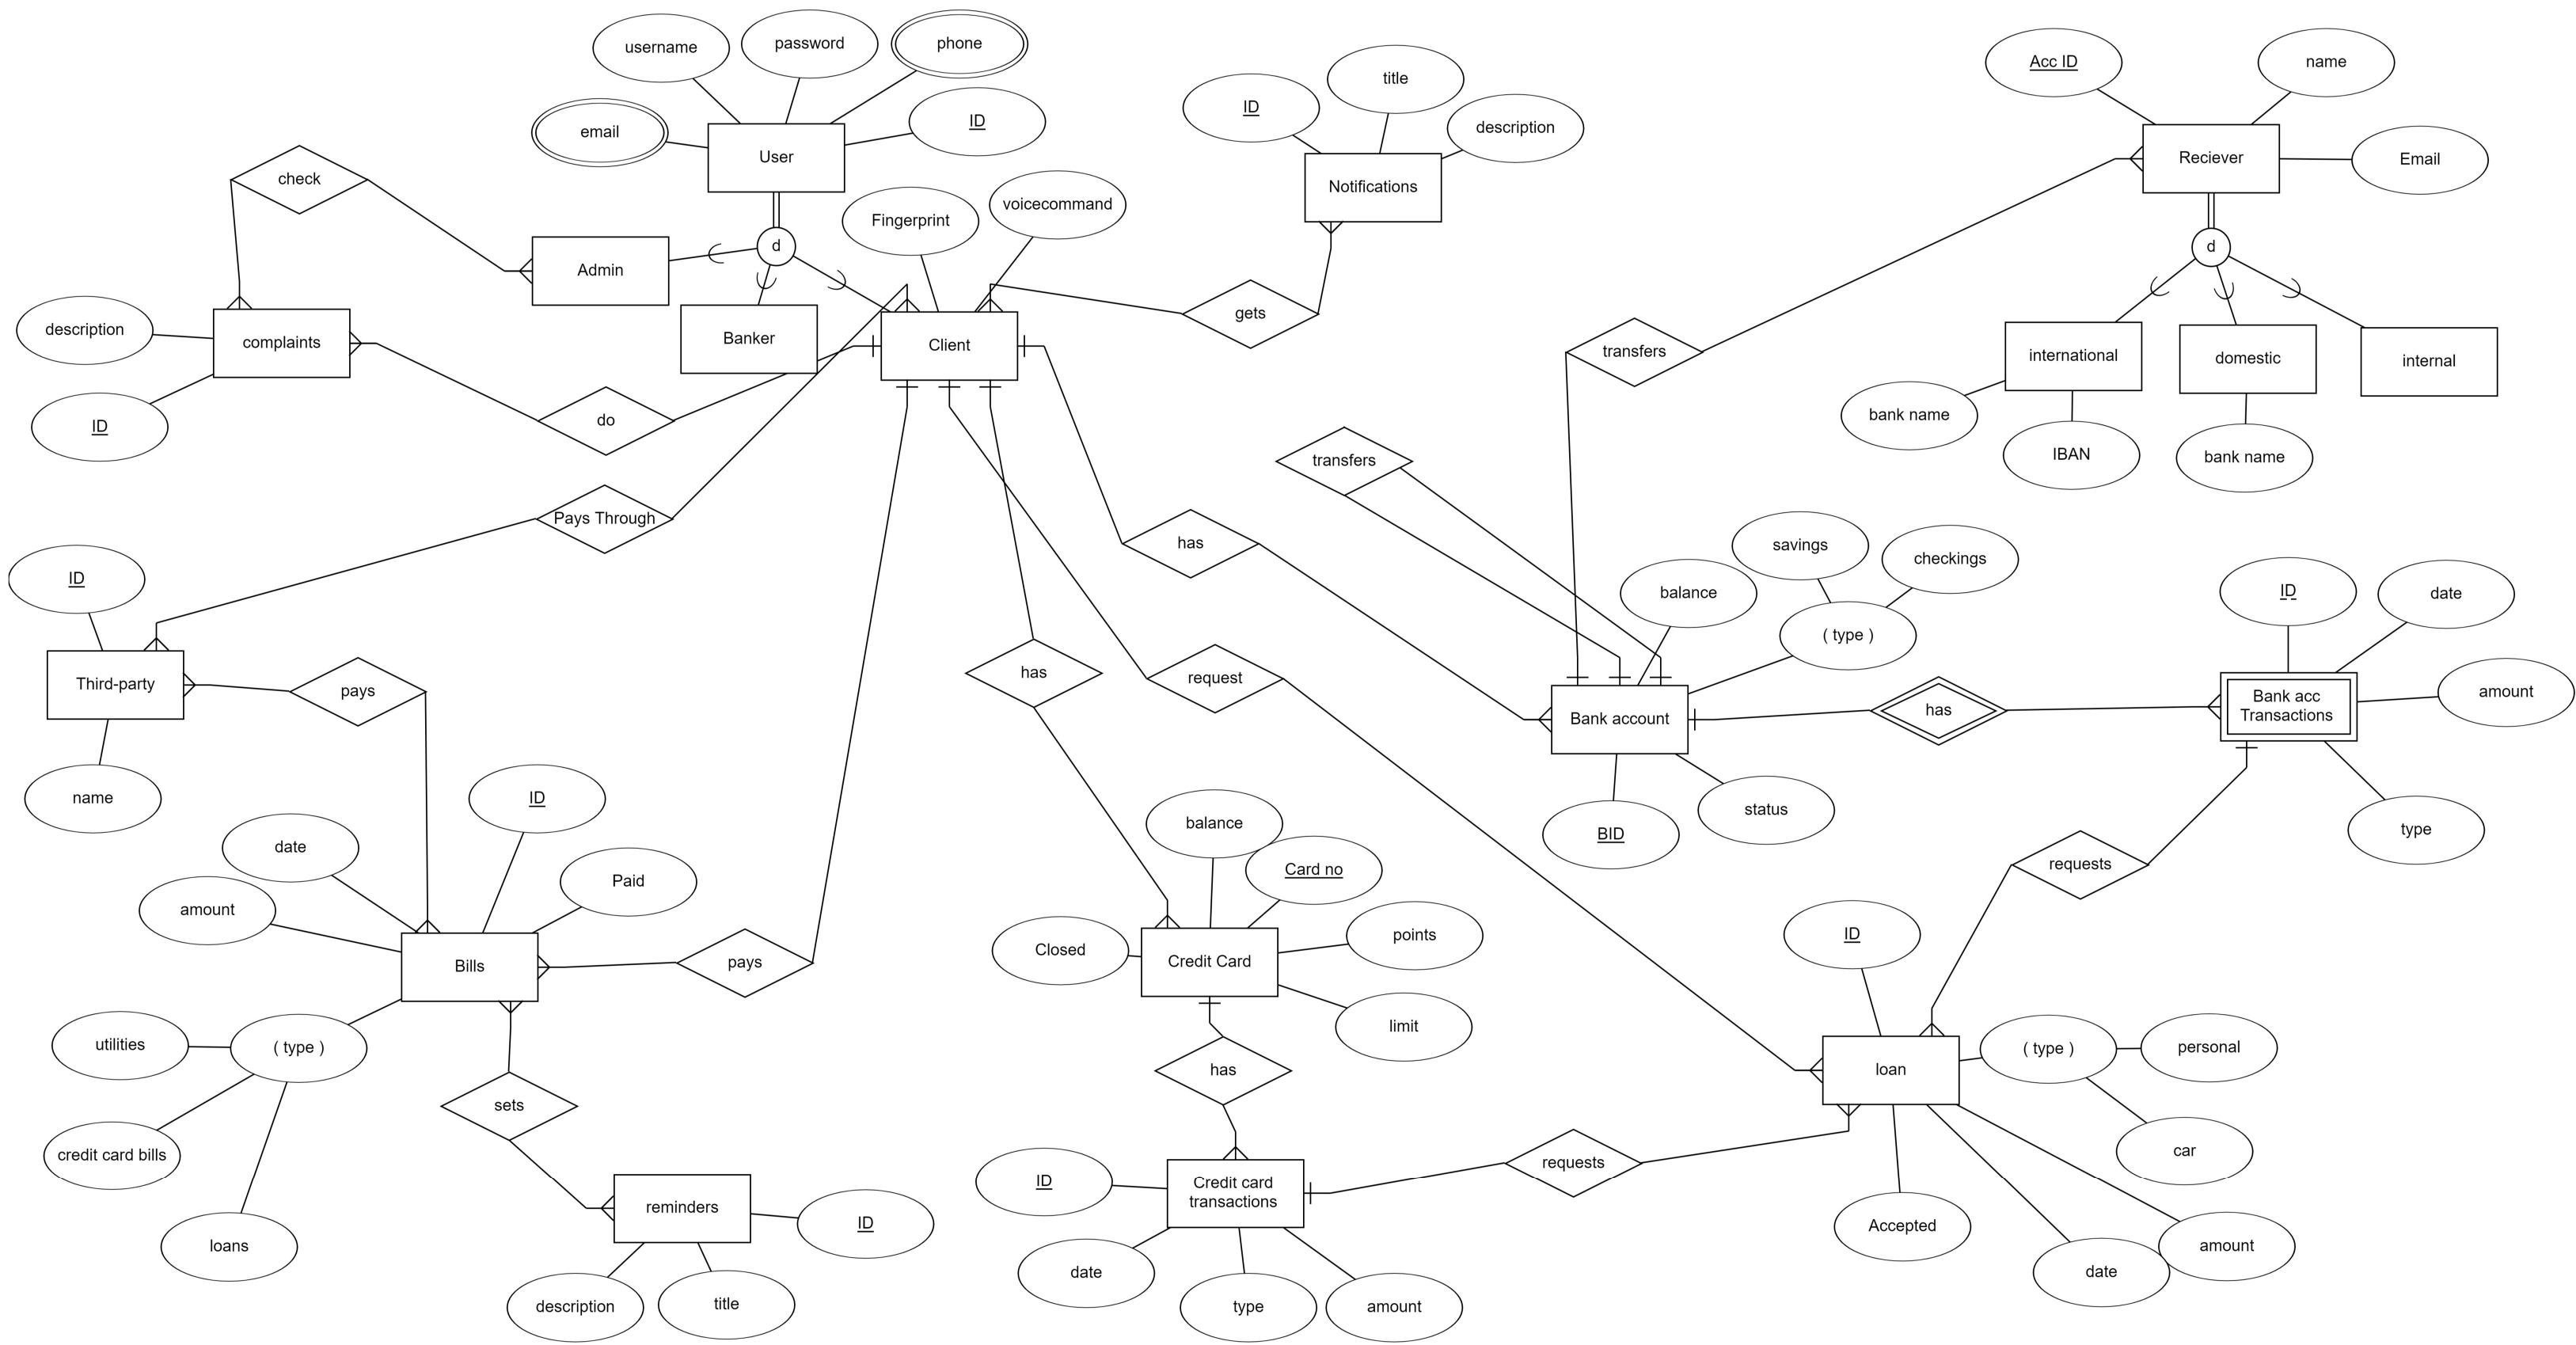 username
password
phone
email
ID
User
check
Admin
Banker
Fingerprint
voicecommand
Client
complaints
description
ID
do
ID
title
description
Notifications
gets
Acc ID
name
Email
Reciever
d
d
international
domestic
internal
bank name
IBAN
bank name
transfers
transfers
has
Pays Through
ID
Third-party
name
pays
has
request
savings
checkings
( type )
balance
Bank account
BID
status
has
ID
date
amount
Bank acc
Transactions
type
requests
date
ID
amount
Paid
Bills
pays
utilities
( type )
credit card bills
loans
sets
reminders
ID
description
title
balance
Card no
Closed
points
Credit Card
limit
has
ID
Credit card
transactions
date
type
amount
requests
ID
loan
( type )
personal
car
Accepted
date
amount